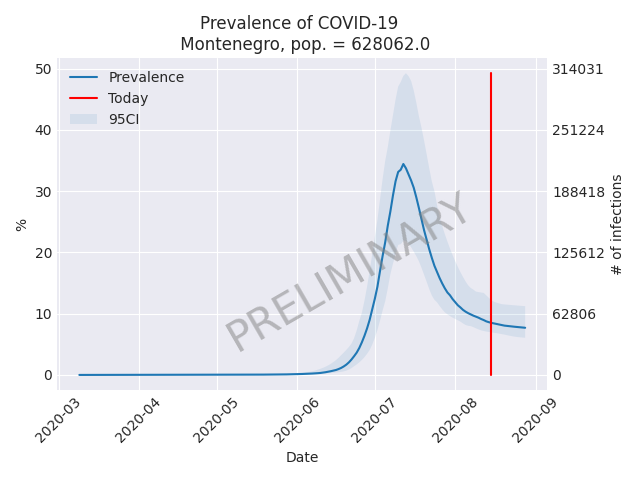 Prevalence of COVID-19
Montenegro, pop. = 628062.0
50 314031
Prevalence
Today
95CI
40 251224
30 188418
% # of infections
20 125612
10 62806
0 0
PRELIMINARY
2020-03 2020-04 2020-05 2020-06 2020-07 2020-08 2020-09
Date